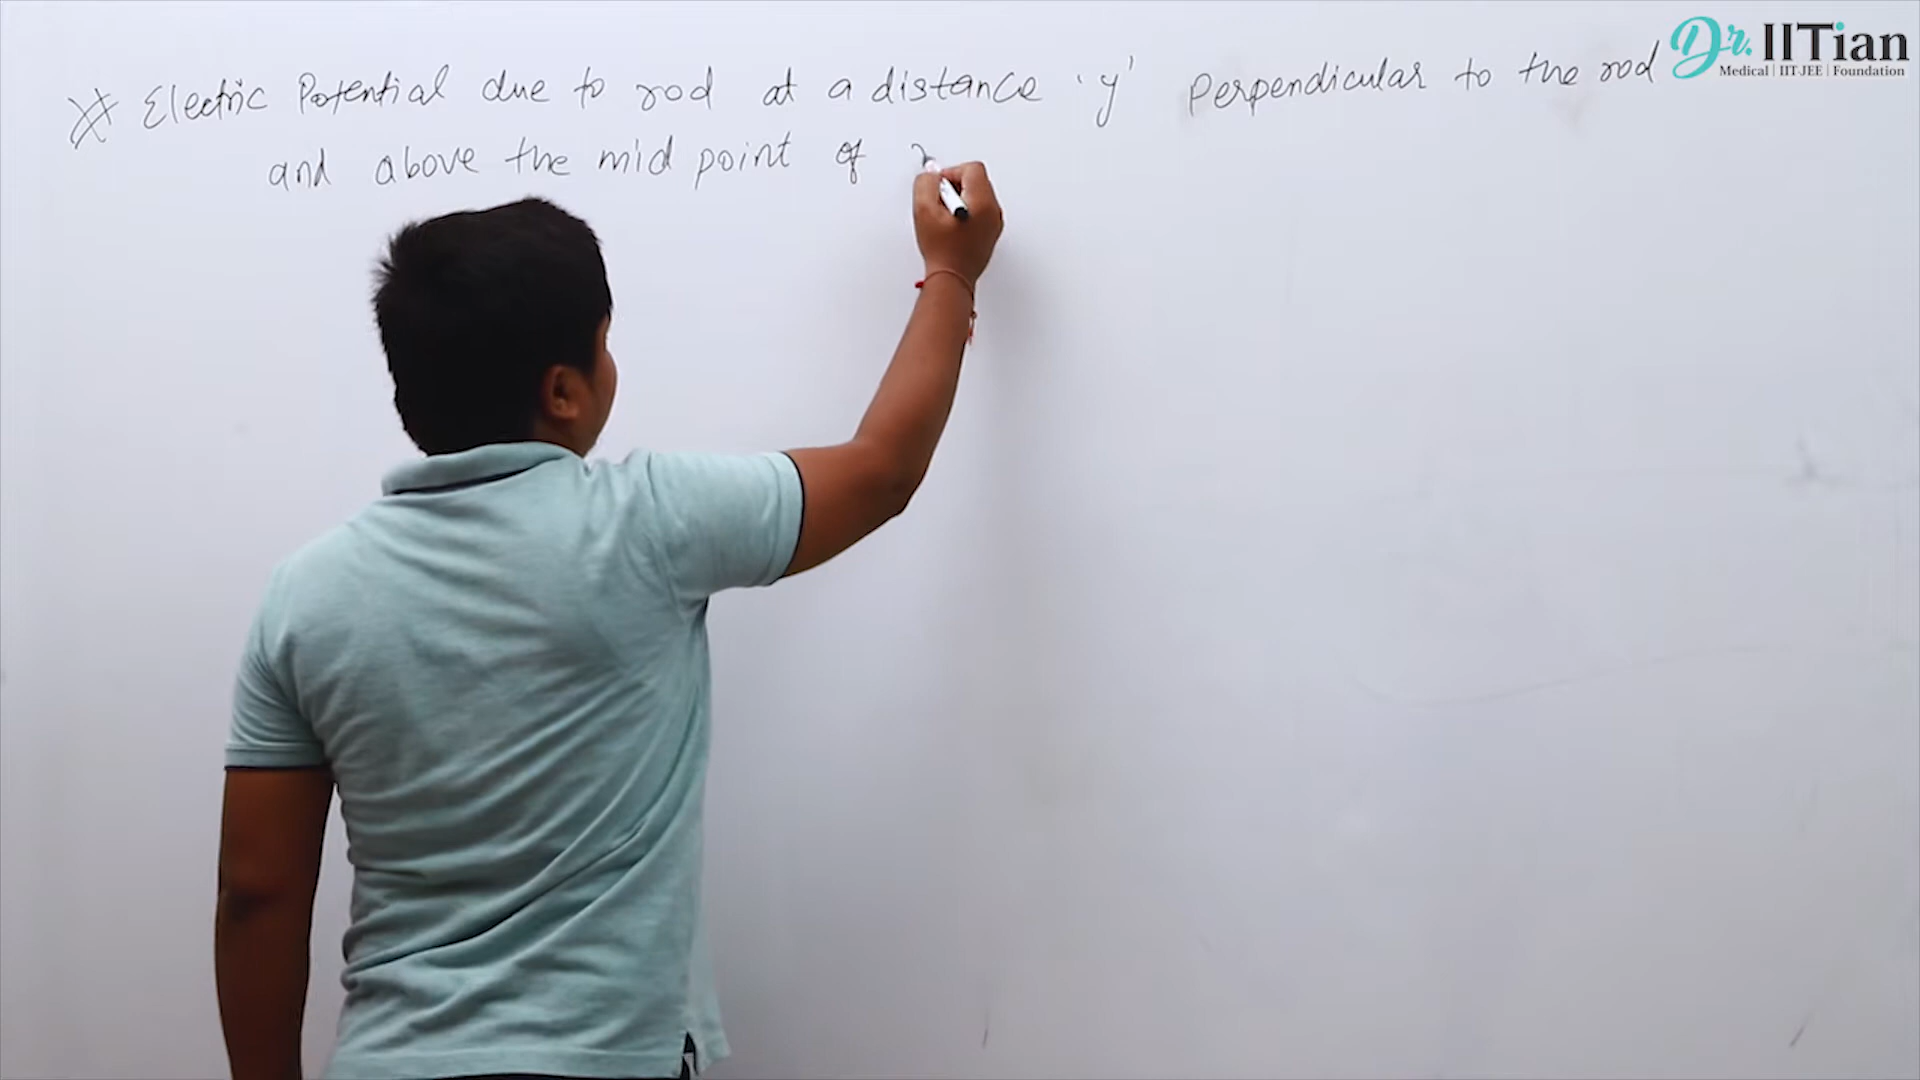 Electric Potential due to rod at a distance 'y' perpendicular to the rod
and above the mid point of
Dr. IITian
Medical | IIT-JEE | Foundation